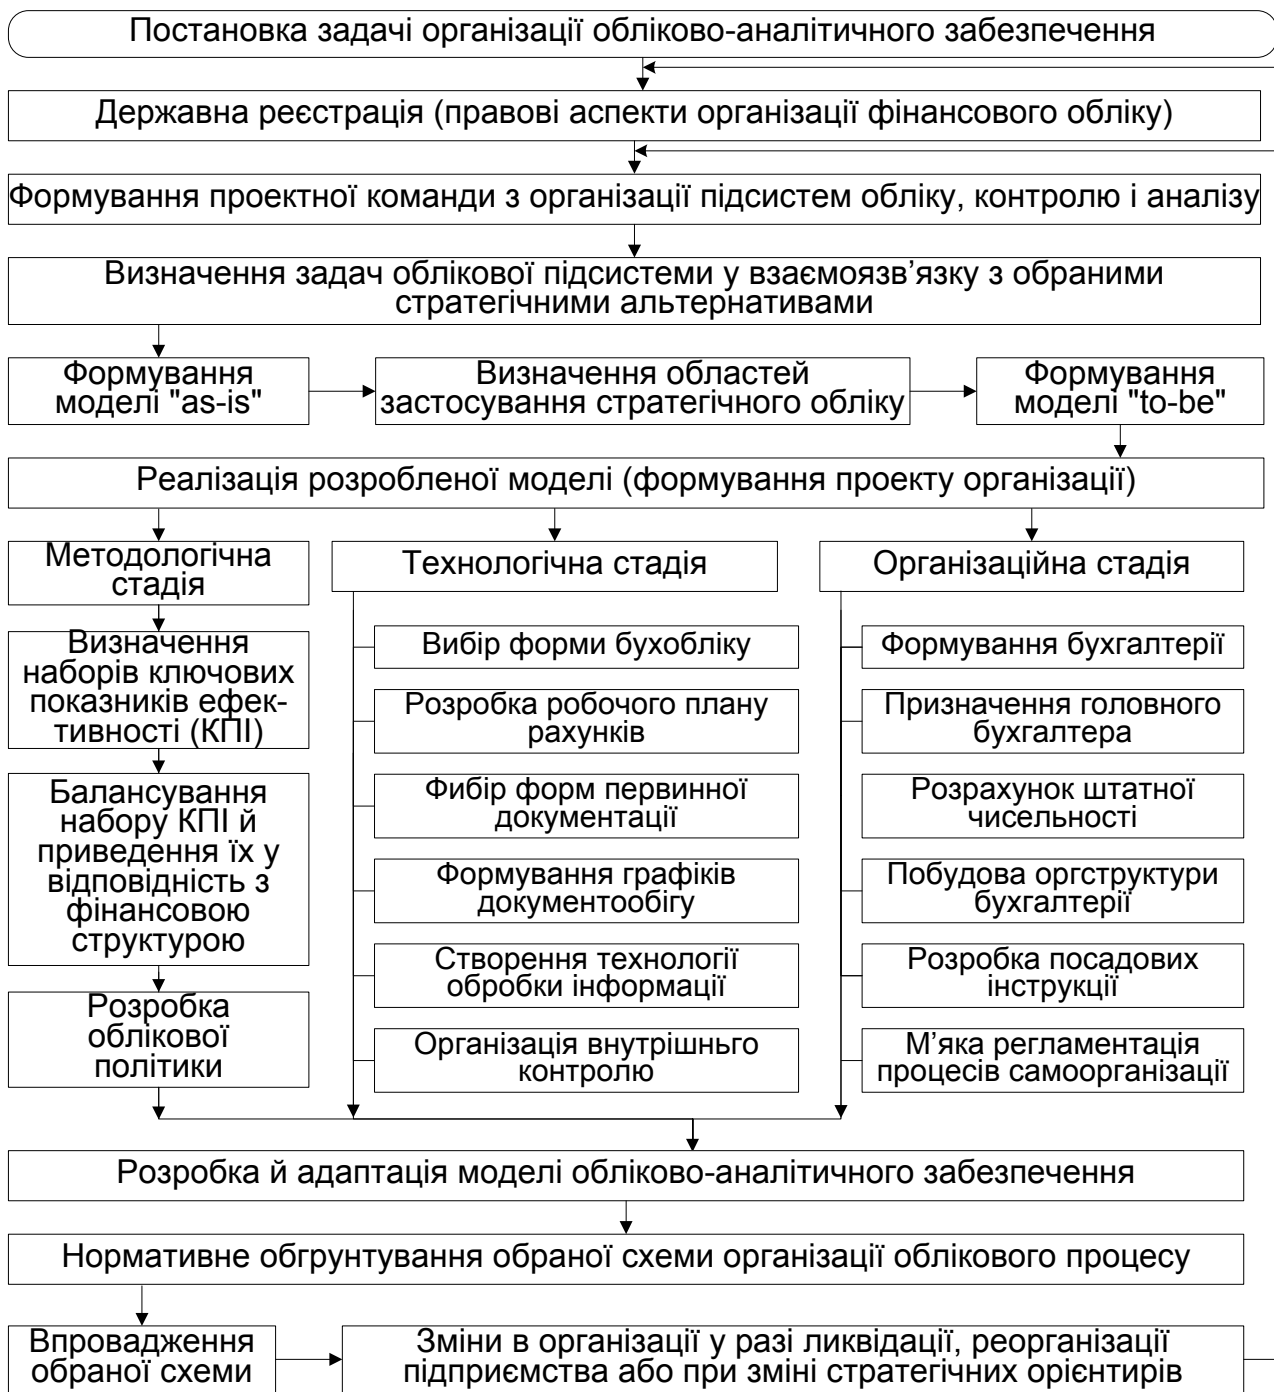 Постановка задачі організації обліково-аналітичного забезпечення
Державна реєстрація (правові аспекти організації фінансового обліку)
Формування проектної команди з організації підсистем обліку, контролю і аналізу
Визначення задач облікової підсистеми у взаємоязв’язку з обраними
стратегічними альтернативами
Формування
моделі "as-is"
Визначення областей
застосування стратегічного обліку
Формування
моделі "to-be"
Реалізація розробленої моделі (формування проекту організації)
Методологічна
стадія
Визначення
наборів ключових
показників ефек-
тивності (КПІ)
Балансування
набору КПІ й
приведення їх у
відповідність з
фінансовою
структурою
Розробка
облікової
політики
Технологічна стадія
Вибір форми бухобліку
Розробка робочого плану
рахунків
Фибір форм первинної
документації
Формування графіків
документообігу
Створення технології
обробки інформації
Організація внутрішньго
контролю
Організаційна стадія
Формування бухгалтерії
Призначення головного
бухгалтера
Розрахунок штатної
чисельності
Побудова оргструктури
бухгалтерії
Розробка посадових
інструкції
М’яка регламентація
процесів самоорганізації
Розробка й адаптація моделі обліково-аналітичного забезпечення
Нормативне обгрунтування обраної схеми організації облікового процесу
Впровадження
обраної схеми
Зміни в організації у разі ликвідації, реорганізації
підприємства або при зміні стратегічних орієнтирів